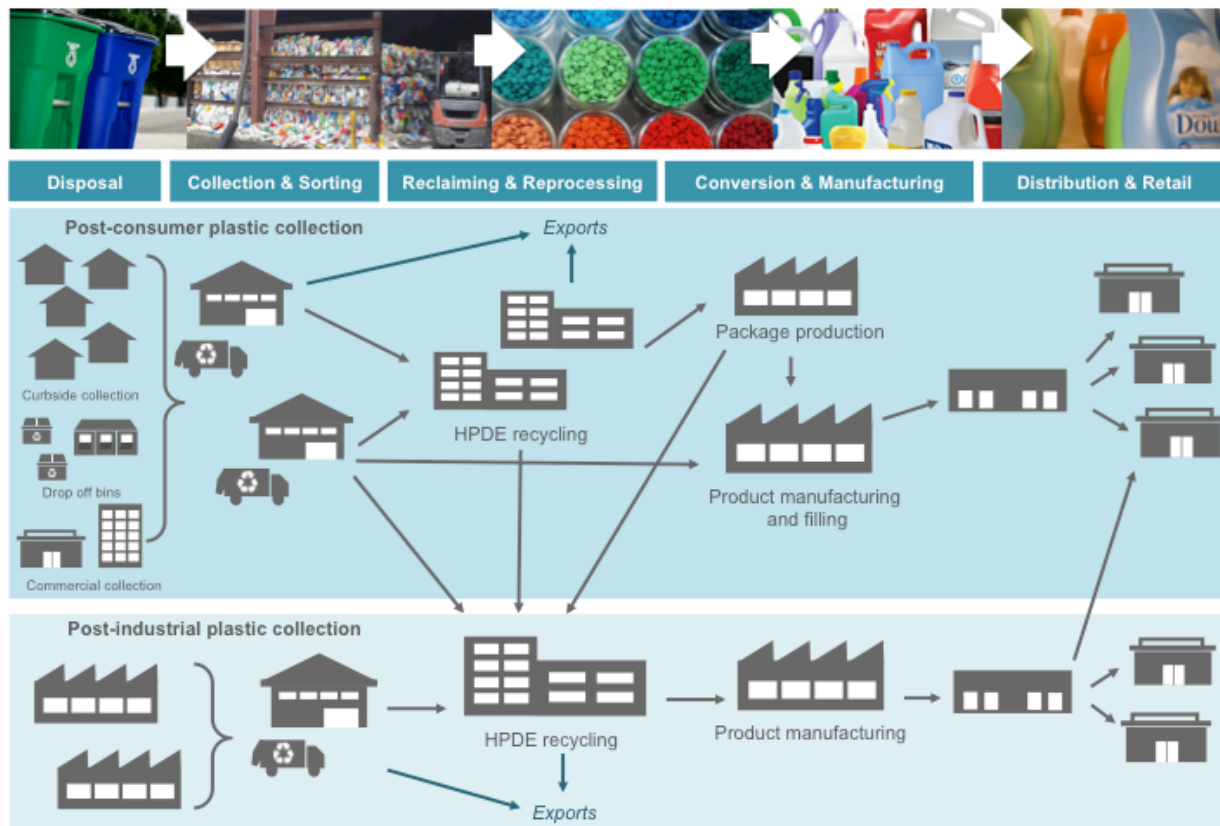 Dow
Disposal
Collection & Sorting
Reclaiming & Reprocessing
Conversion & Manufacturing
Distribution & Retail
Post-consumer plastic collection
Exports
Curbside collection
Drop off bins
Commercial collection
HPDE recycling
Package production
Product manufacturing
and filling
Post-industrial plastic collection
HPDE recycling
Product manufacturing
Exports